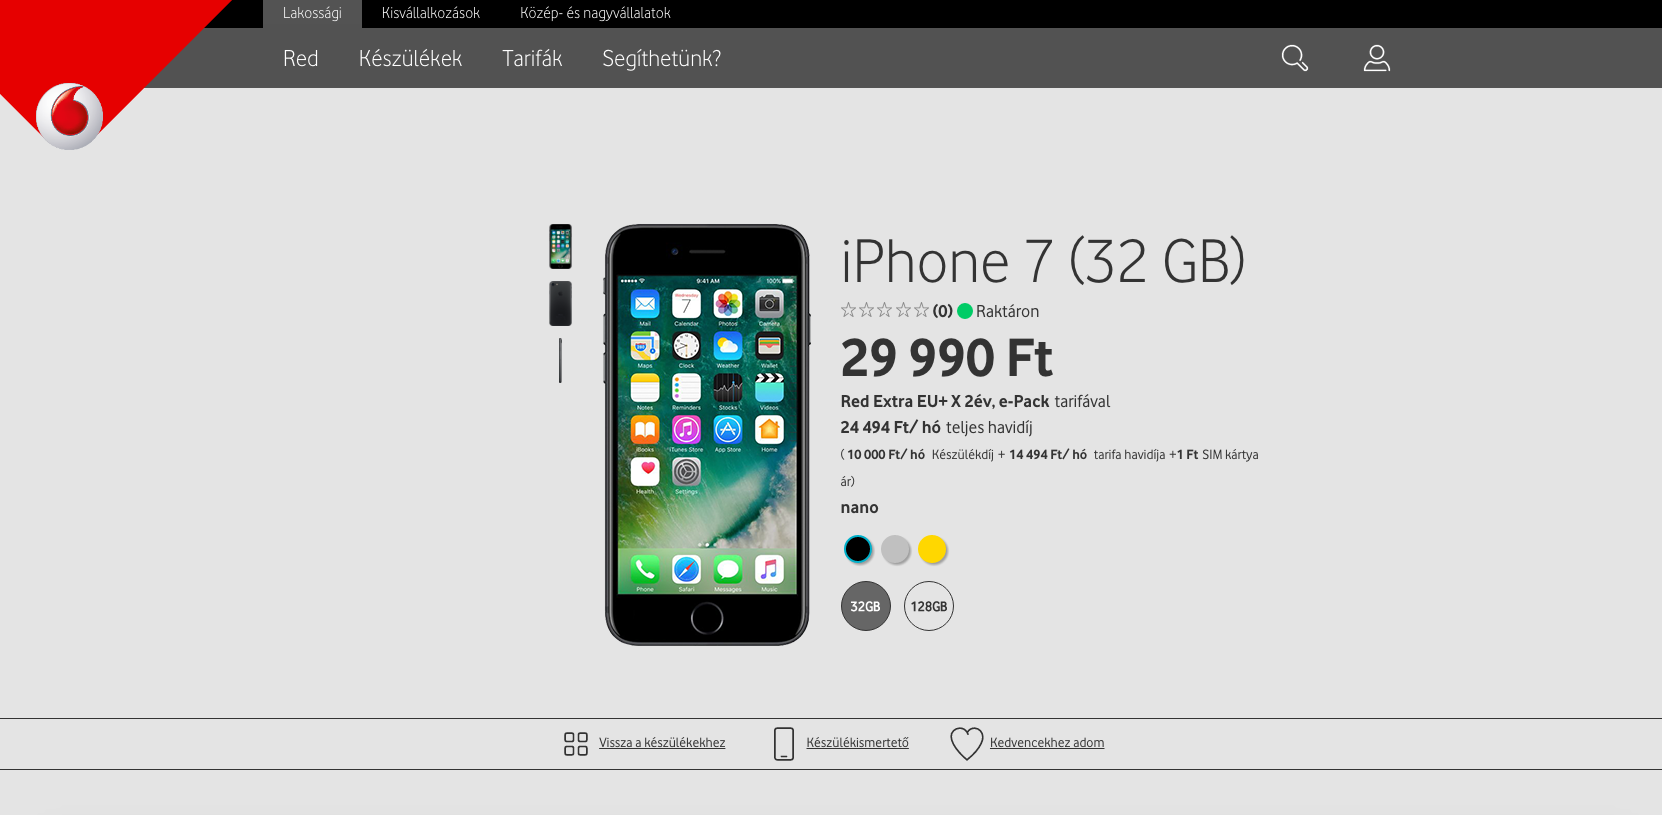 Lakossági Kisvállalkozások Közép- és nagyvállalatok
Red Készülékek Tarifák Segíthetünk?
iPhone 7 (32 GB)
(0) Raktáron
29 990 Ft
Red Extra EU+ X 2év, e-Pack tarifával
24 494 Ft/ hó teljes havidíj
( 10 000 Ft/ hó Készülékdíj + 14 494 Ft/ hó tarifa havidíja +1 Ft SIM kártya
ár)
nano
32GB 128GB
9:41 AM 100%
Wednesday
7
Mail Calendar Photos Camera
280
Maps Clock Weather Wallet
Notes Reminders Stocks Videos
iBooks iTunes Store App Store Home
Health Settings
Phone Safari Messages Music
Vissza a készülékekhez Készülékismertető Kedvencekhez adom